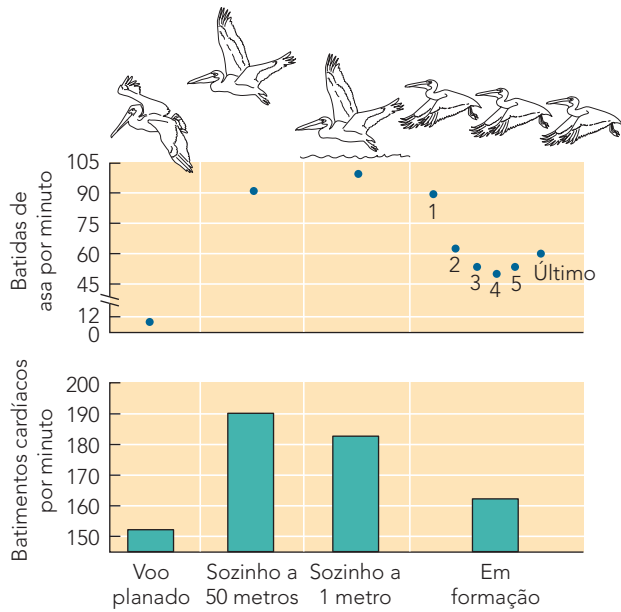 Batidas de
asa por minuto
105
90
75
60
45
12
0
1
2
3
4
5
Último
Batimentos cardíacos
por minuto
200
190
180
170
160
150
Voo
planado
Sozinho a
50 metros
Sozinho a
1 metro
Em
formação